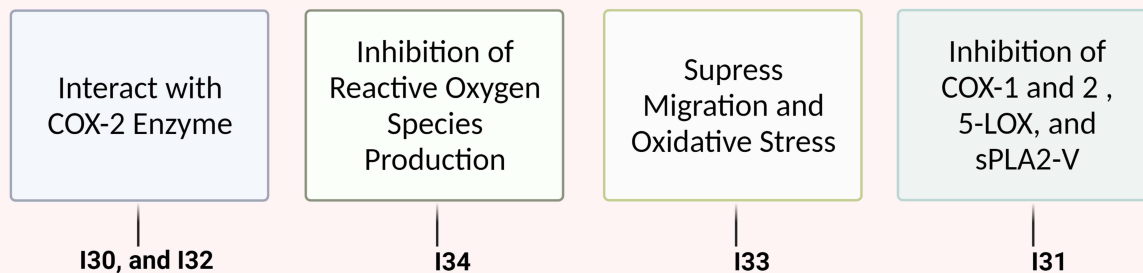 Interact with
COX-2 Enzyme
I30, and I32
Inhibition of
Reactive Oxygen
Species
Production
I34
Supress
Migration and
Oxidative Stress
I33
Inhibition of
COX-1 and 2 ,
5-LOX, and
sPLA2-V
I31